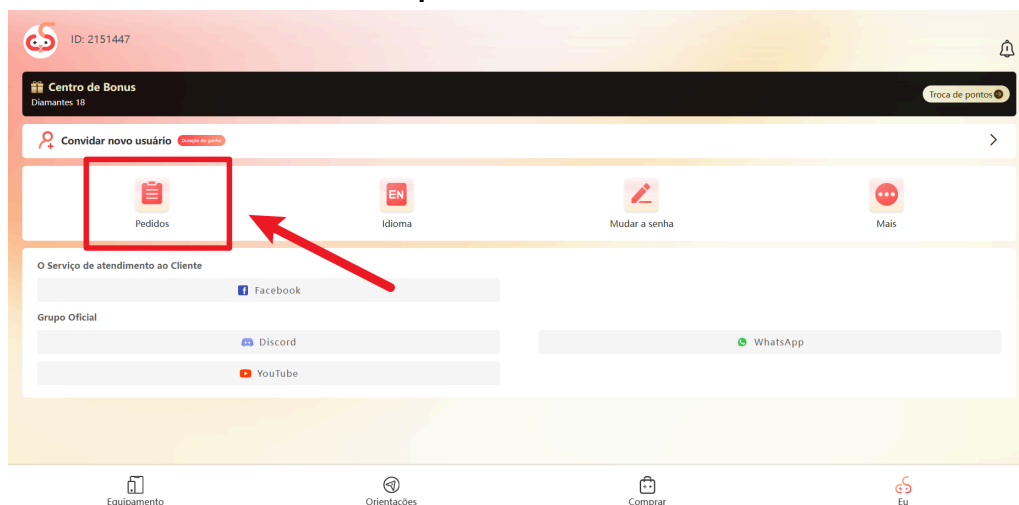 ID: 2151447
Centro de Bonus
Diamantes 18
Troca de pontos
Convidar novo usuário
EN
Pedidos
Idioma
Mudar a senha
Mais
O Serviço de atendimento ao Cliente
Facebook
Grupo Oficial
Discord
WhatsApp
YouTube
Equipamento
Orientações
Comprar
Eu